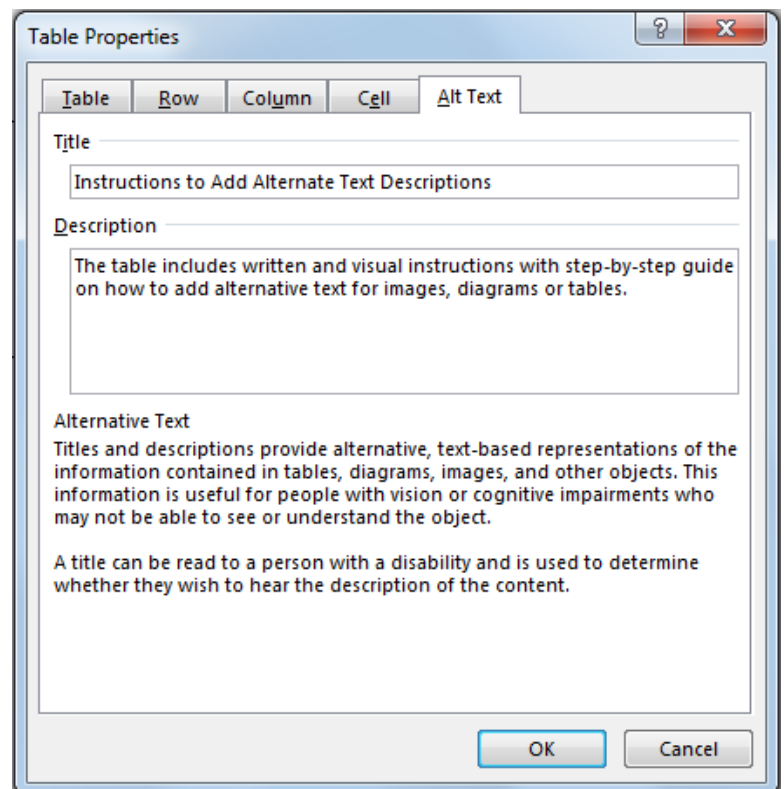 Table Properties
Table Row Column Cell Alt Text
Title
Instructions to Add Alternate Text Descriptions
Description
The table includes written and visual instructions with step-by-step guide
on how to add alternative text for images, diagrams or tables.
Alternative Text
Titles and descriptions provide alternative, text-based representations of the
information contained in tables, diagrams, images, and other objects. This
information is useful for people with vision or cognitive impairments who
may not be able to see or understand the object.
A title can be read to a person with a disability and is used to determine
whether they wish to hear the description of the content.
OK Cancel